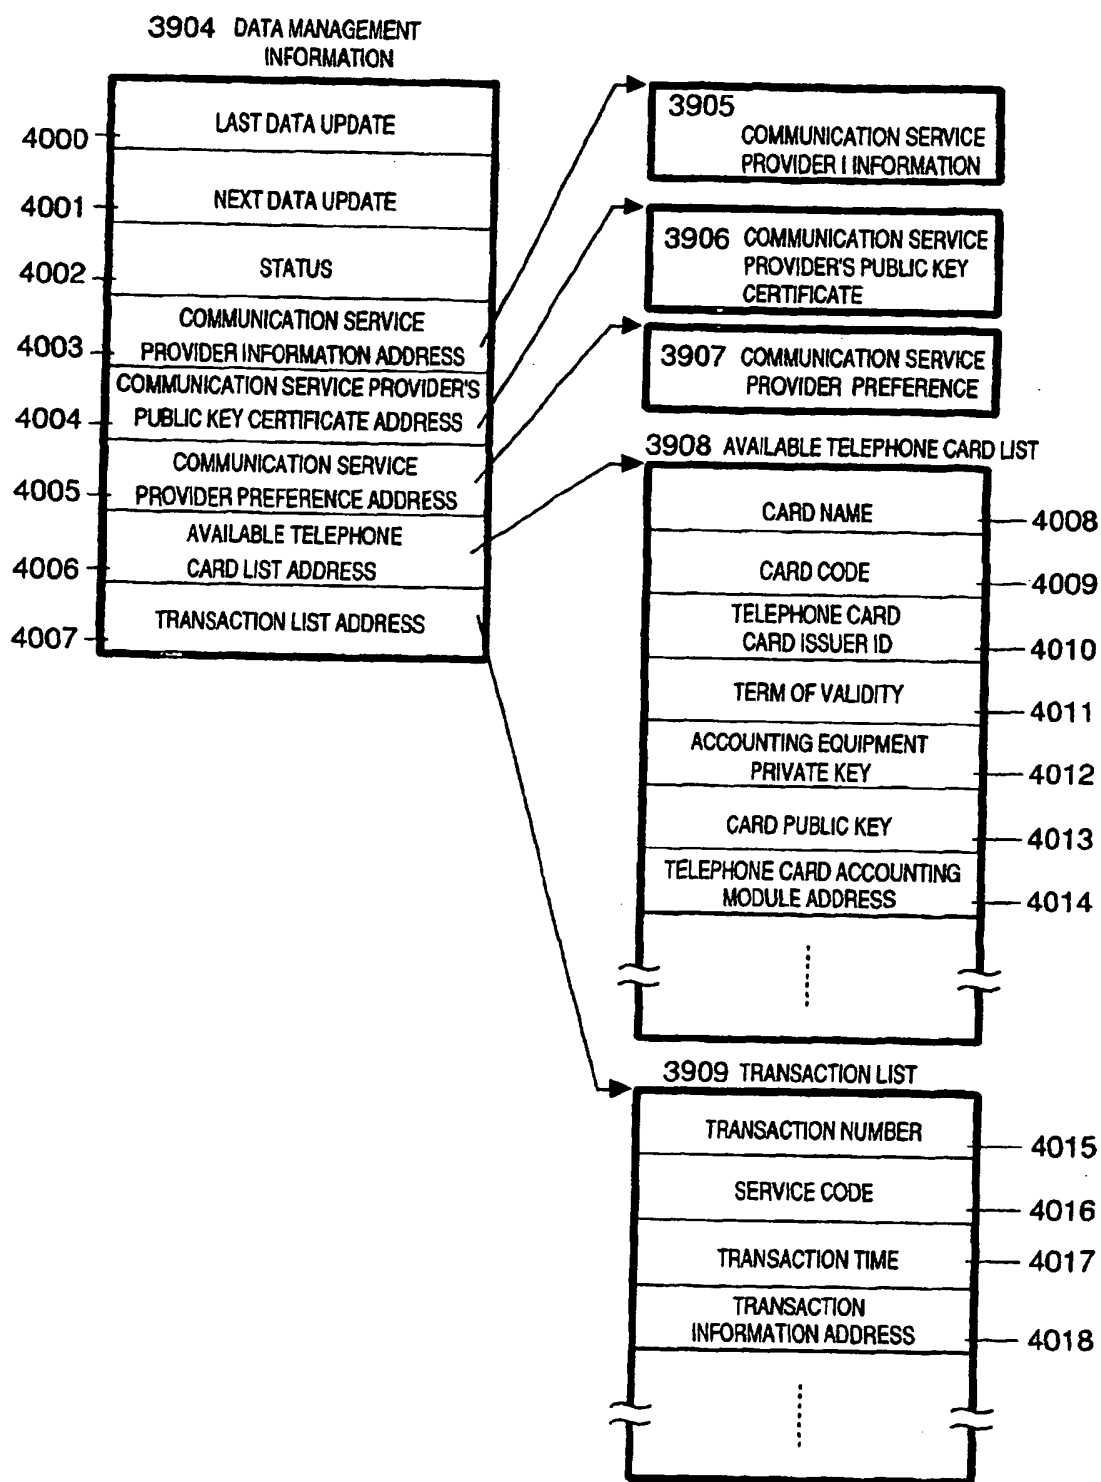 3904 DATA MANAGEMENT
INFORMATION
4000
LAST DATA UPDATE
4001
NEXT DATA UPDATE
4002
STATUS
COMMUNICATION SERVICE
4003
PROVIDER INFORMATION ADDRESS
COMMUNICATION SERVICE PROVIDER'S
4004
PUBLIC KEY CERTIFICATE ADDRESS
COMMUNICATION SERVICE
4005
PROVIDER PREFERENCE ADDRESS
AVAILABLE TELEPHONE
4006
CARD LIST ADDRESS
4007
TRANSACTION LIST ADDRESS
3905
COMMUNICATION SERVICE
PROVIDER I INFORMATION
3906 COMMUNICATION SERVICE
PROVIDER'S PUBLIC KEY
CERTIFICATE
3907 COMMUNICATION SERVICE
PROVIDER PREFERENCE
3908 AVAILABLE TELEPHONE CARD LIST
CARD NAME
4008
CARD CODE
4009
TELEPHONE CARD
CARD ISSUER ID
4010
TERM OF VALIDITY
4011
ACCOUNTING EQUIPMENT
PRIVATE KEY
4012
CARD PUBLIC KEY
4013
TELEPHONE CARD ACCOUNTING
MODULE ADDRESS
4014
3909 TRANSACTION LIST
TRANSACTION NUMBER
4015
SERVICE CODE
4016
TRANSACTION TIME
4017
TRANSACTION
INFORMATION ADDRESS
4018